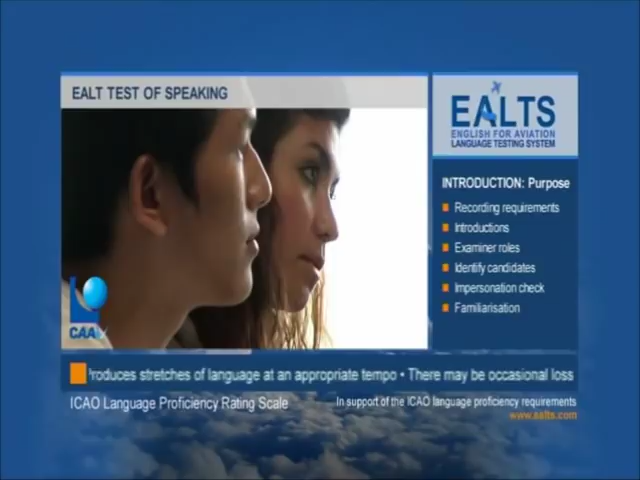 EALT TEST OF SPEAKING
EALTS
ENGLISH FOR AVIATION
LANGUAGE TESTING SYSTEM
INTRODUCTION: Purpose
Recording requirements
Introductions
Examiner roles
Identify candidates
Impersonation check
Familiarisation
CAA
roduces stretches of language at an appropriate tempo • There may be occasional loss
ICAO Language Proficiency Rating Scale
In support of the ICAO language proficiency requirements
www.ealts.com